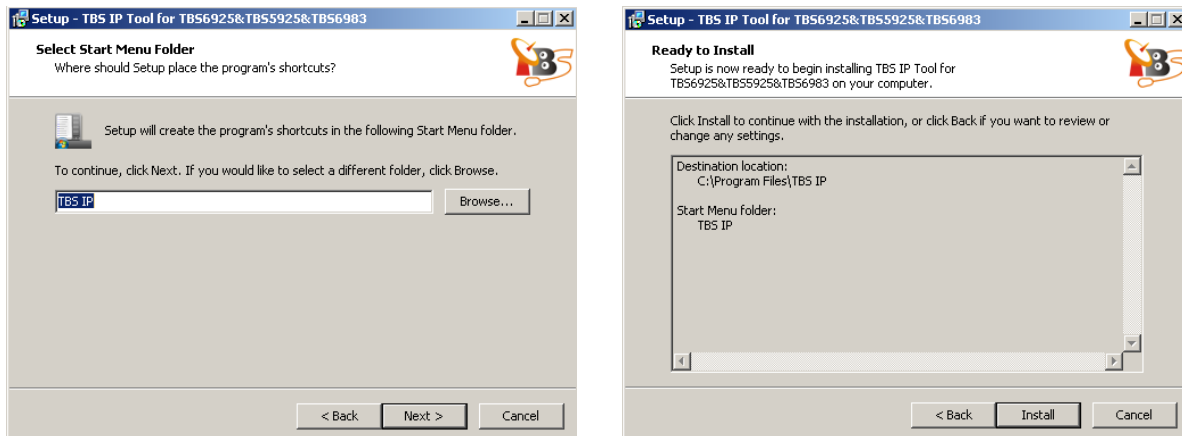 Setup - TBS IP Tool for TBS6925&TBS5925&TBS6983
Select Start Menu Folder
Where should Setup place the program's shortcuts?
TBS
Setup will create the program's shortcuts in the following Start Menu folder.
To continue, click Next. If you would like to select a different folder, click Browse.
TBS IP
Browse...
< Back
Next >
Cancel
Setup - TBS IP Tool for TBS6925&TBS5925&TBS6983
Ready to Install
Setup is now ready to begin installing TBS IP Tool for
TBS6925&TBS5925&TBS6983 on your computer.
TBS
Click Install to continue with the installation, or click Back if you want to review or
change any settings.
Destination location:
C:\Program Files\TBS IP
Start Menu folder:
TBS IP
< Back
Install
Cancel